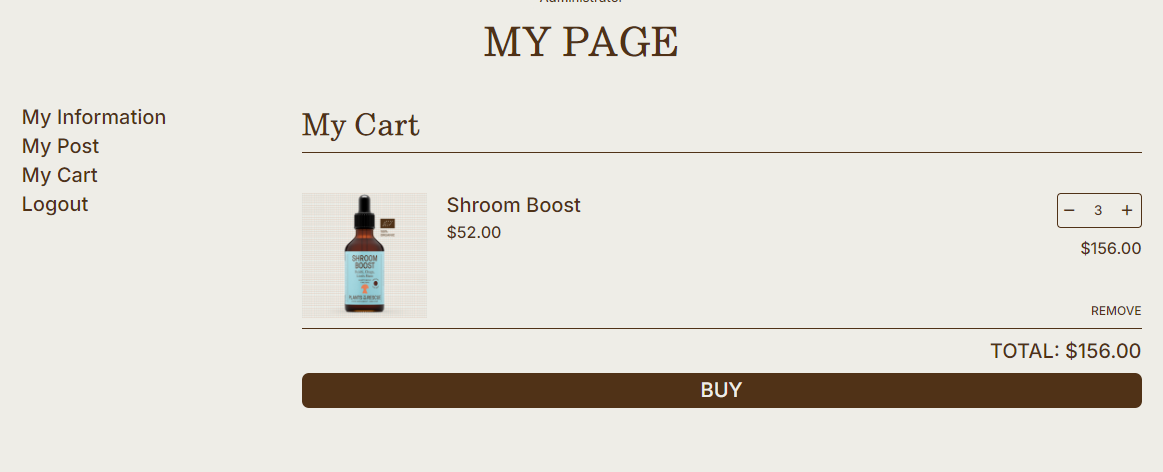 Administrator
MY PAGE
My Information
My Post
My Cart
Logout
My Cart
Shroom Boost
$52.00
− 3 +
$156.00
REMOVE
SHROOM
BOOST
TOTAL: $156.00
BUY